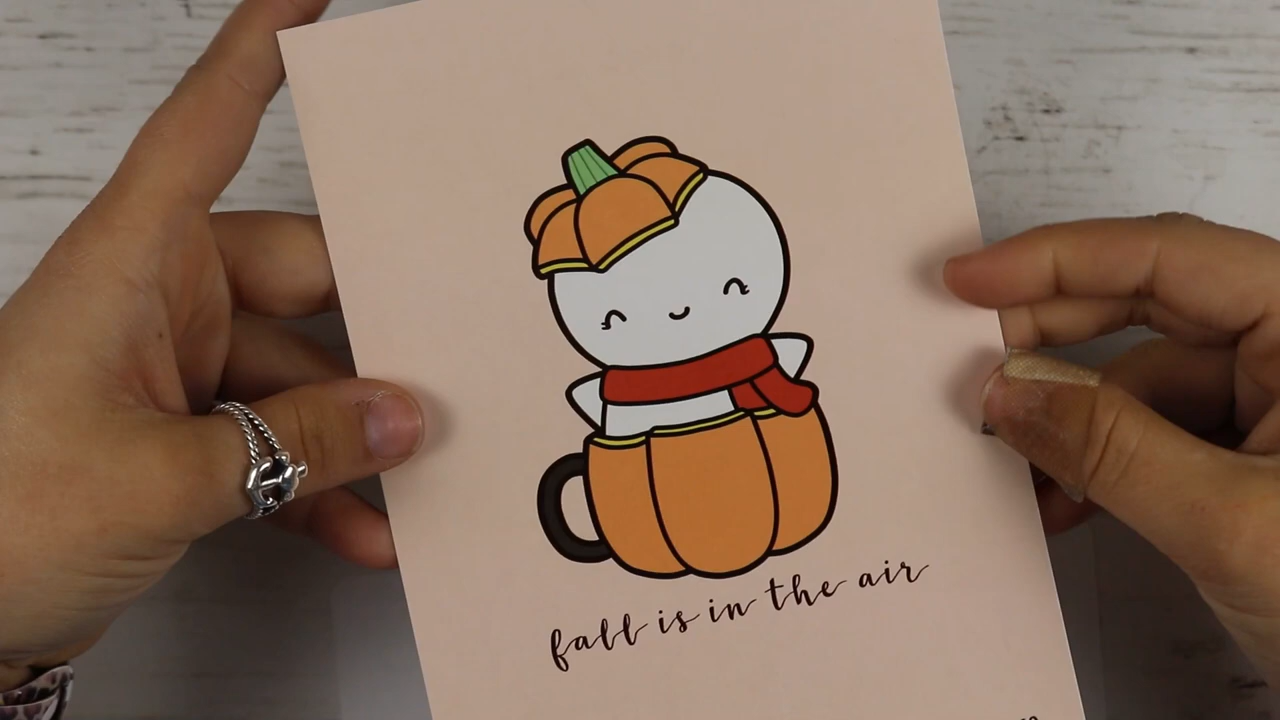 fall is in the air